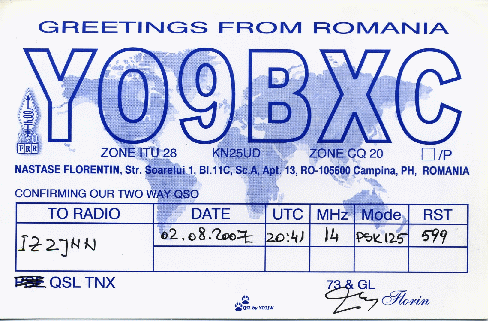 GREETINGS FROM ROMANIA
YO9BXC
ZONE ITU 28 KN25UD ZONE CQ 20 /P
NASTASE FLORENTIN, Str. Soarelui 1. Bl.11C, Sc.A, Apt. 13, RO-105600 Campina, PH, ROMANIA
CONFIRMING OUR TWO WAY QSO
TO RADIO DATE UTC MHz Mode RST
IZ2JNN 02.08.2007 20:41 14 PSK125 599
QSL TNX 73 & GL
Florin